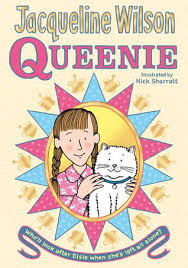 Jacqueline Wilson
QUEENIE
Illustrated by
Nick Sharratt
Who'll look after Elsie when she's left all alone?